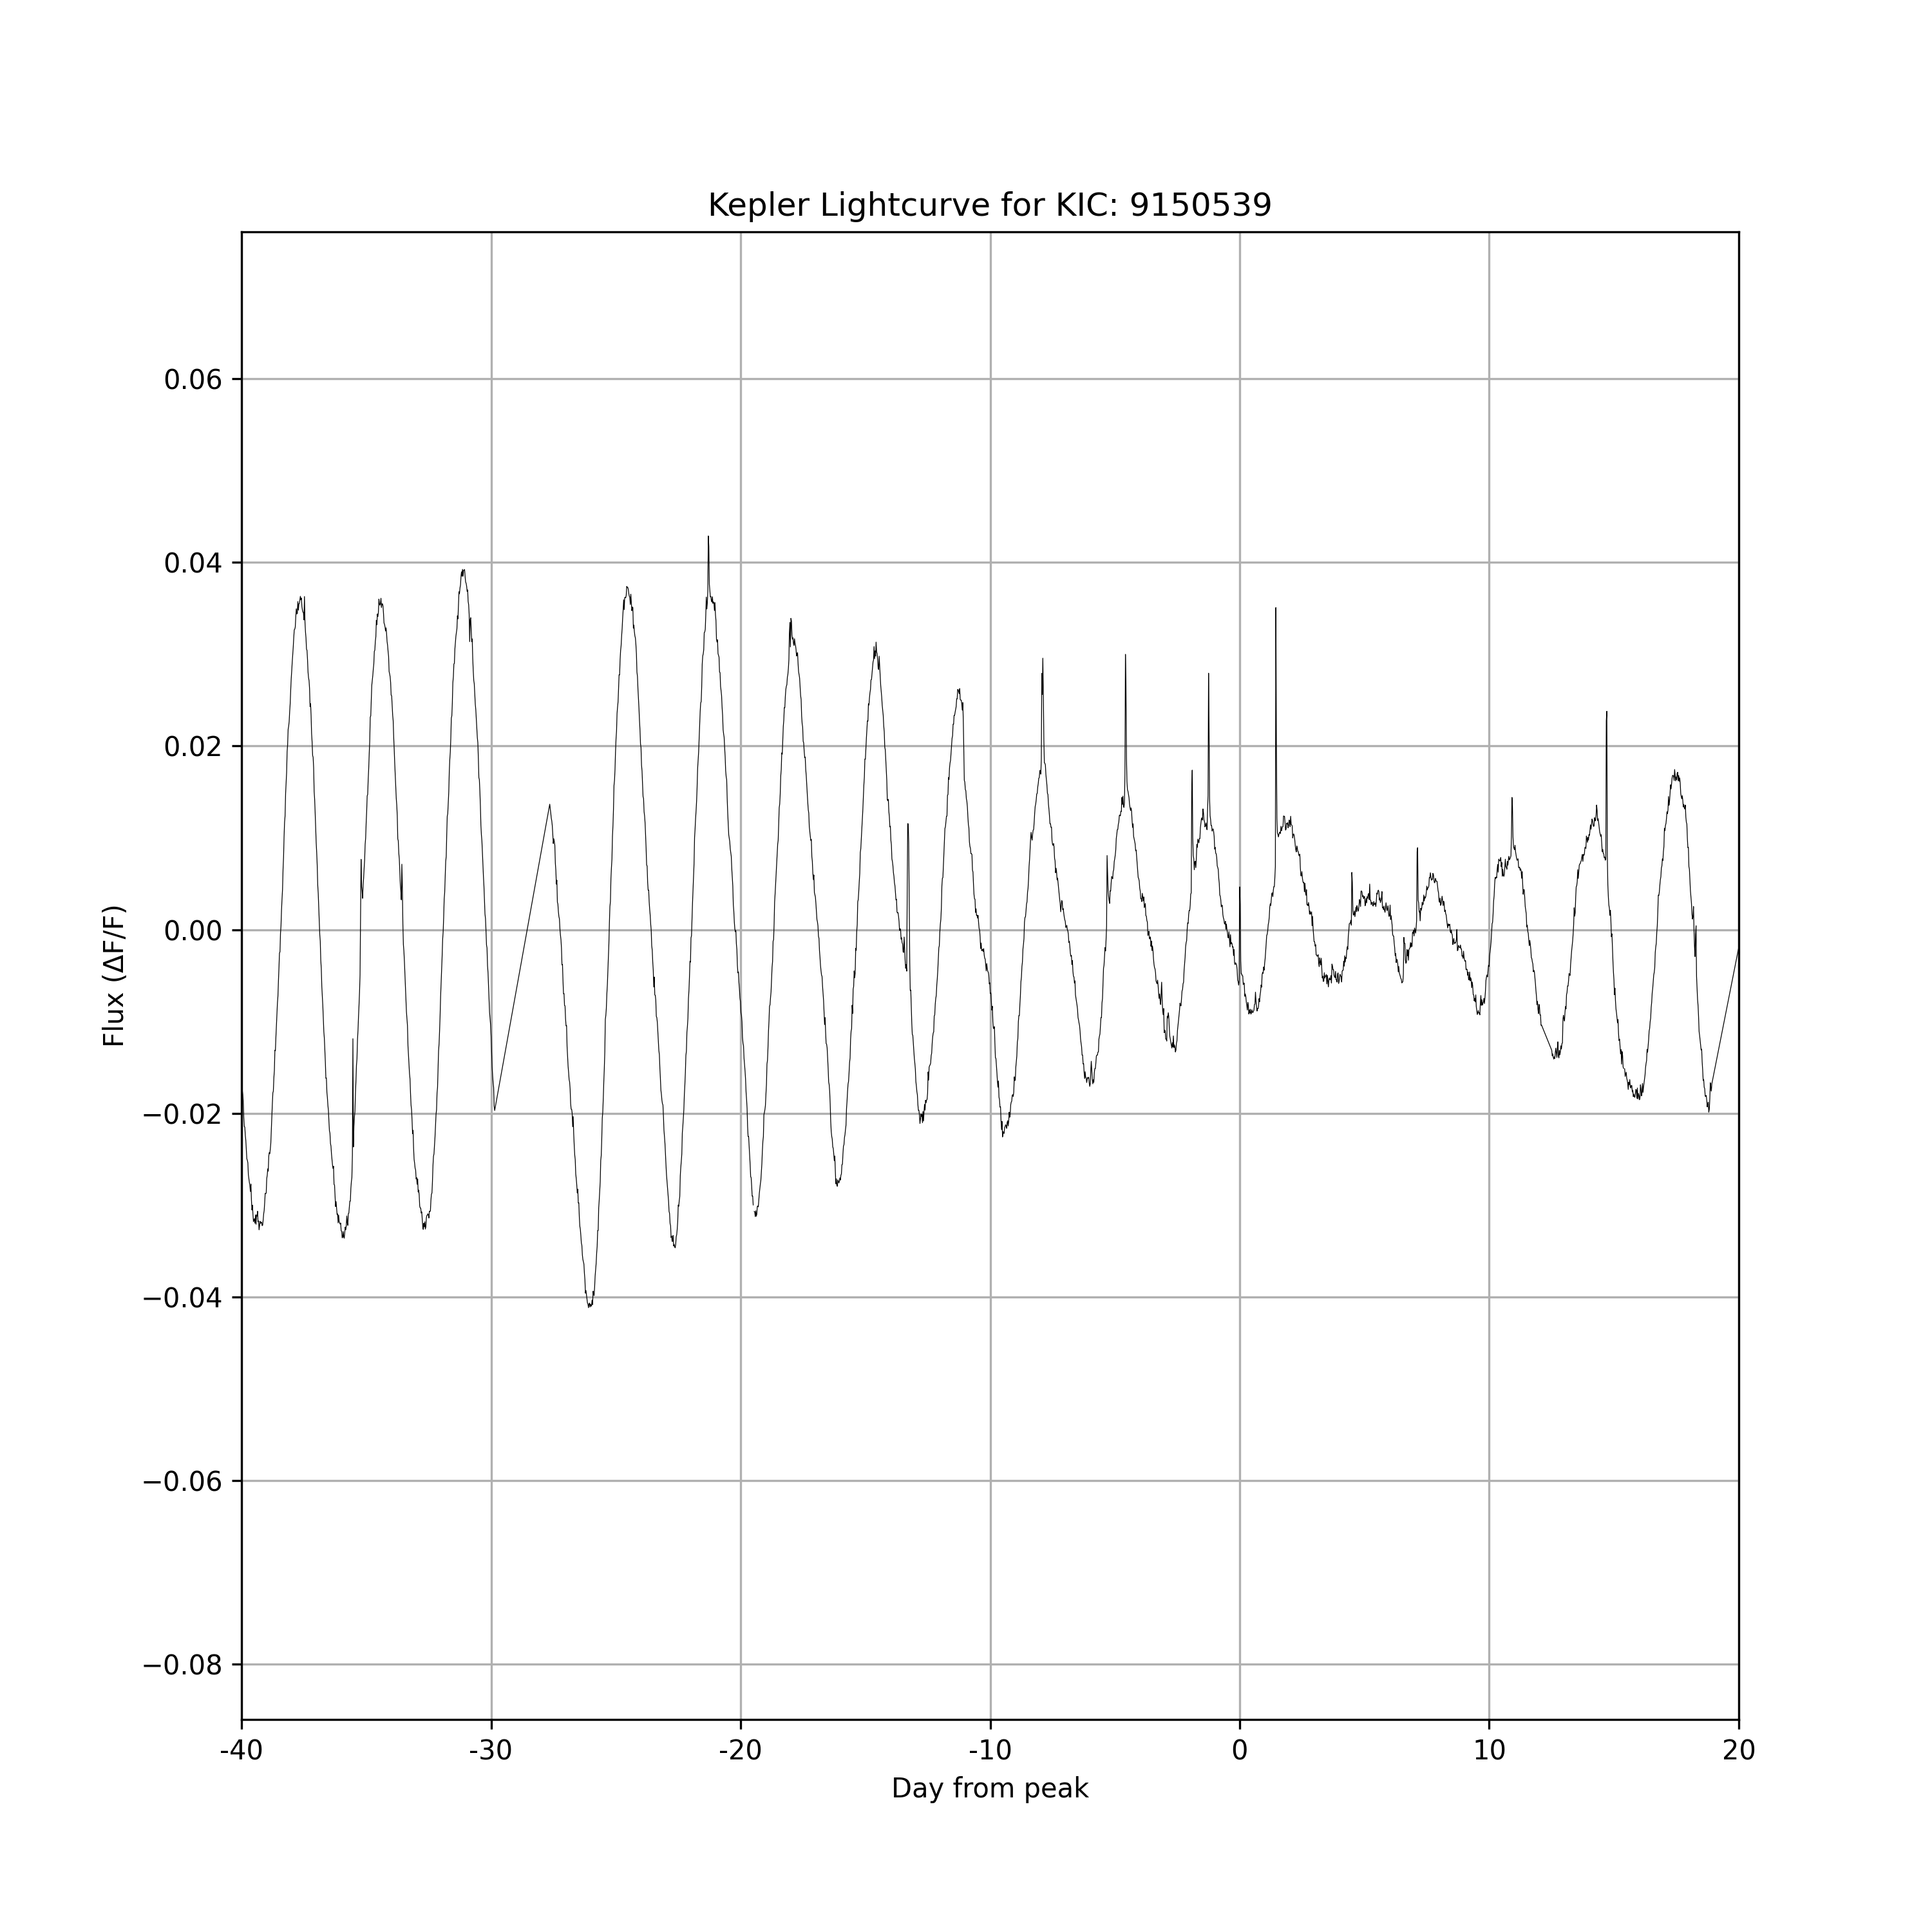 Kepler Lightcurve for KIC: 9150539
Flux (ΔF/F)
0.06
0.04
0.02
0.00
−0.02
−0.04
−0.06
−0.08
-40 -30 -20 -10 0 10 20
Day from peak